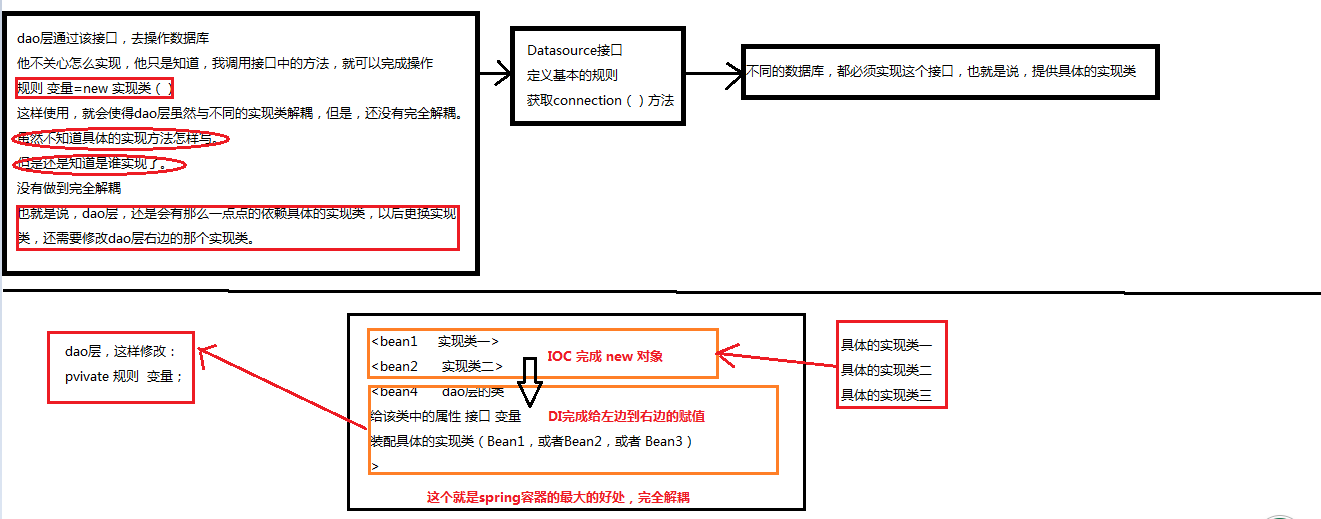 dao层通过该接口，去操作数据库
他不关心怎么实现，他只是知道，我调用接口中的方法，就可以完成操作
规则 变量=new 实现类（）
这样使用，就会使得dao层虽然与不同的实现类解耦，但是，还没有完全解耦。
虽然不知道具体的实现方法怎样写。
但是还是知道是谁实现了。
没有做到完全解耦
也就是说，dao层，还是会有那么一点点的依赖具体的实现类，以后更换实现
类，还需要修改dao层右边的那个实现类。
Datasource接口
定义基本的规则
获取connection（）方法
不同的数据库，都必须实现这个接口，也就是说，提供具体的实现类
dao层，这样修改：
pvivate 规则 变量；
<bean1 实现类一>
<bean2 实现类二>
IOC 完成 new 对象
<bean4 dao层的类
给该类中的属性 接口 变量
DI完成给左边到右边的赋值
装配具体的实现类（Bean1，或者Bean2，或者 Bean3）
>
这个就是spring容器的最大的好处，完全解耦
具体的实现类一
具体的实现类二
具体的实现类三